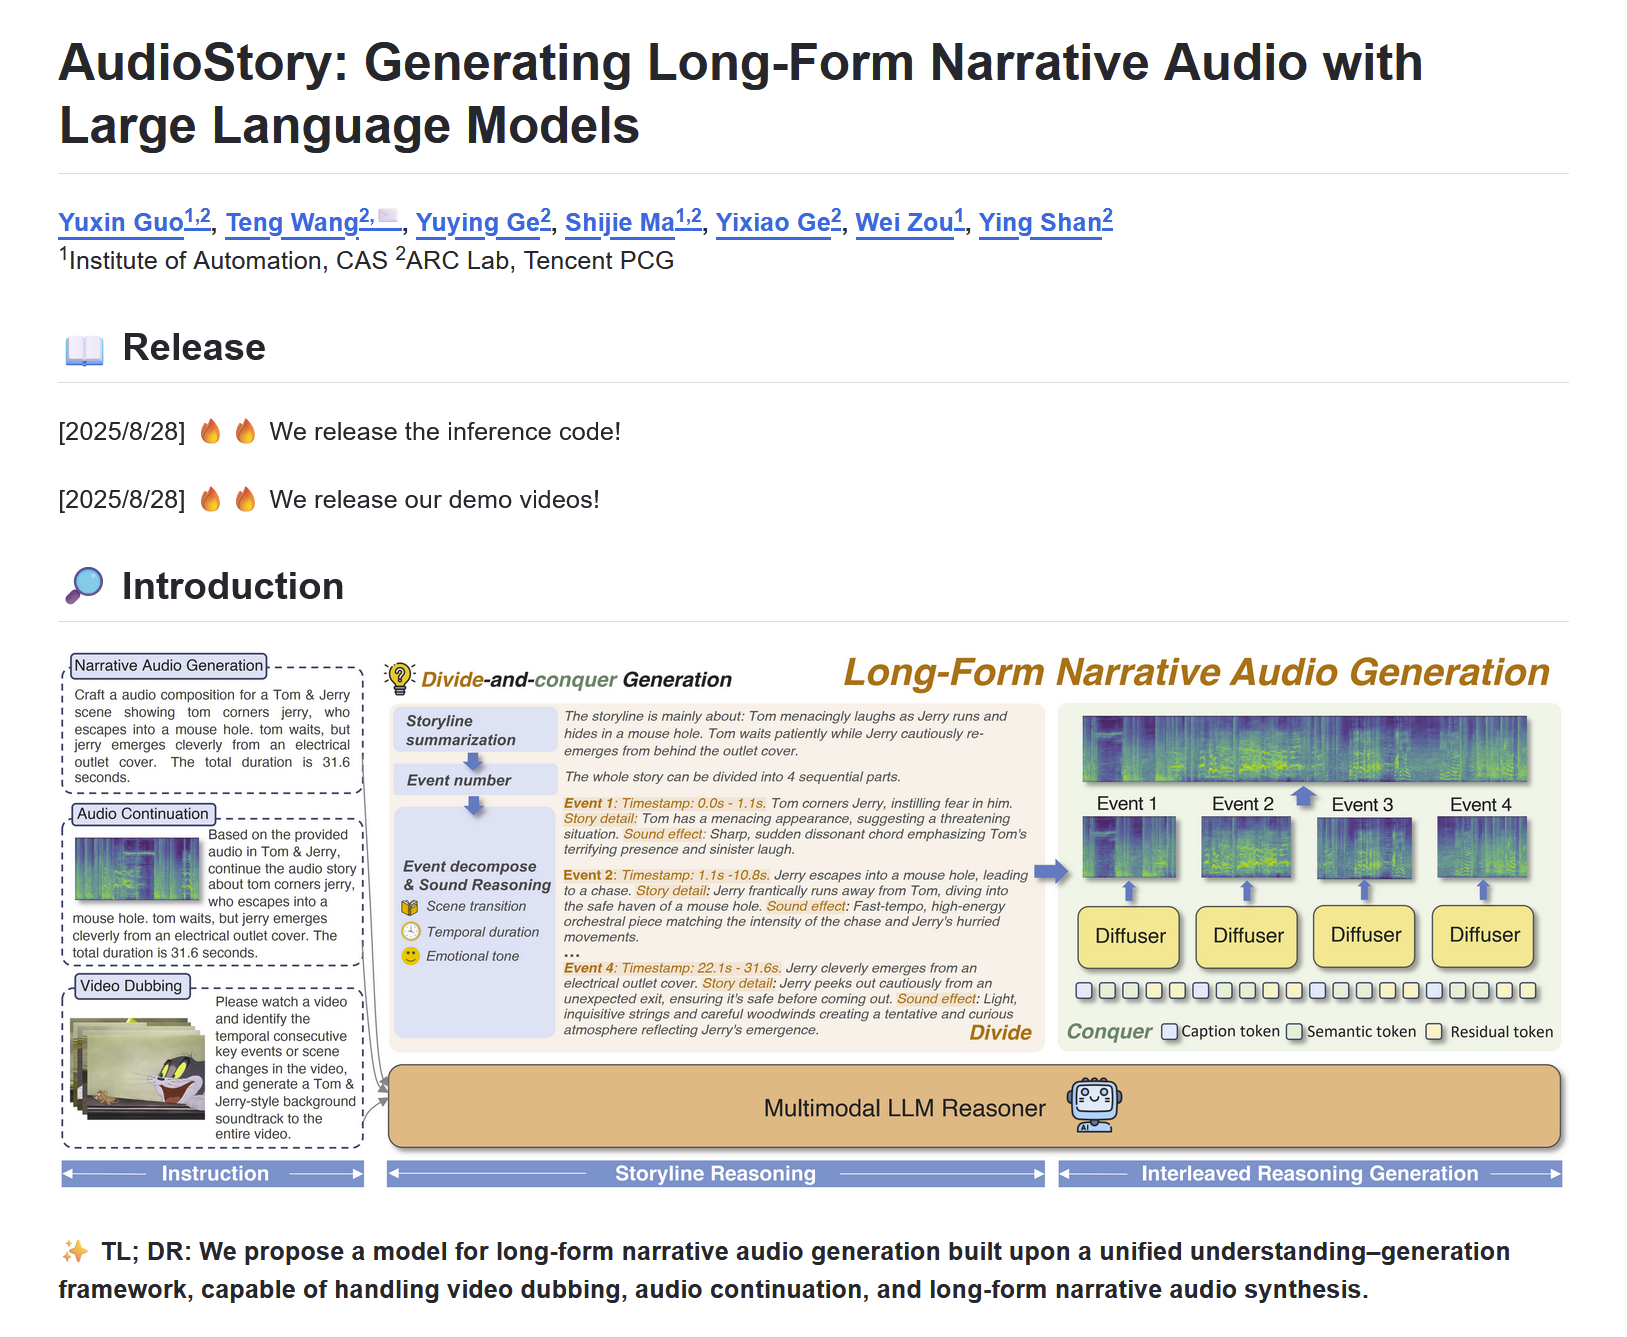 AudioStory: Generating Long-Form Narrative Audio with
Large Language Models
Yuxin Guo1,2, Teng Wang2,✉, Yuying Ge2, Shijie Ma1,2, Yixiao Ge2, Wei Zou1, Ying Shan2
1Institute of Automation, CAS 2ARC Lab, Tencent PCG
📖 Release
[2025/8/28] 🔥🔥 We release the inference code!
[2025/8/28] 🔥🔥 We release our demo videos!
🔎 Introduction
Narrative Audio Generation
Craft a audio composition for a Tom & Jerry
scene showing tom corners jerry, who
escapes into a mouse hole. tom waits, but
jerry emerges cleverly from an electrical
outlet cover. The total duration is 31.6
seconds.
Audio Continuation
Based on the provided
audio in Tom & Jerry,
continue the audio story
about tom corners jerry,
who escapes into a
mouse hole. tom waits, but jerry emerges
cleverly from an electrical outlet cover. The
total duration is 31.6 seconds.
Video Dubbing
Please watch a video
and identify the
temporal consecutive
key events or scene
changes in the video,
and generate a Tom &
Jerry-style background
soundtrack to the
entire video.
Instruction
Divide-and-conquer Generation
Long-Form Narrative Audio Generation
Storyline
summarization
The storyline is mainly about: Tom menacingly laughs as Jerry runs and
hides in a mouse hole. Tom waits patiently while Jerry cautiously re-
emerges from behind the outlet cover.
Event number
The whole story can be divided into 4 sequential parts.
Event decompose
& Sound Reasoning
Scene transition
Temporal duration
Emotional tone
Event 1: Timestamp: 0.0s - 1.1s. Tom corners Jerry, instilling fear in him.
Story detail: Tom has a menacing appearance, suggesting a threatening
situation. Sound effect: Sharp, sudden dissonant chord emphasizing Tom's
terrifying presence and sinister laugh.
Event 2: Timestamp: 1.1s -10.8s. Jerry escapes into a mouse hole, leading
to a chase. Story detail: Jerry frantically runs away from Tom, diving into
the safe haven of a mouse hole. Sound effect: Fast-tempo, high-energy
orchestral piece matching the intensity of the chase and Jerry's hurried
movements.
...
Event 4: Timestamp: 22.1s - 31.6s. Jerry cleverly emerges from an
electrical outlet cover. Story detail: Jerry peeks out cautiously from an
unexpected exit, ensuring it's safe before coming out. Sound effect: Light,
inquisitive strings and careful woodwinds creating a tentative and curious
atmosphere reflecting Jerry's emergence.
Divide
Event 1 Event 2 Event 3 Event 4
Diffuser Diffuser Diffuser Diffuser
Conquer Caption token Semantic token Residual token
Multimodal LLM Reasoner
AI
Storyline Reasoning
Interleaved Reasoning Generation
✨ TL; DR: We propose a model for long-form narrative audio generation built upon a unified understanding–generation
framework, capable of handling video dubbing, audio continuation, and long-form narrative audio synthesis.